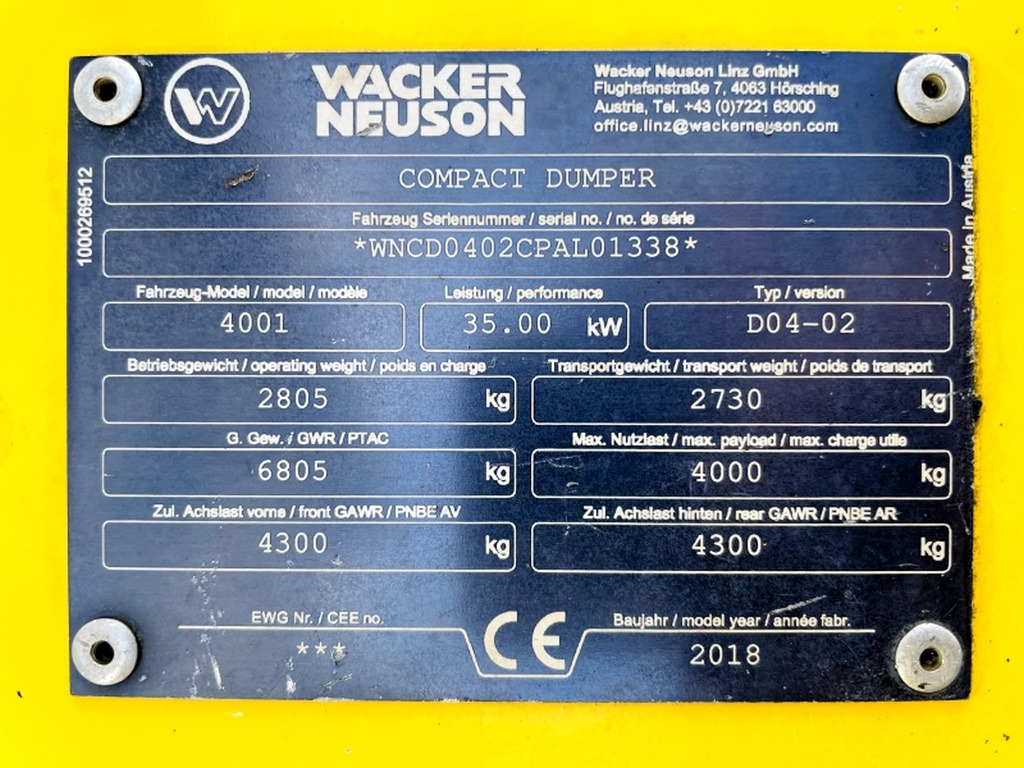 WACKER
NEUSON
Wacker Neuson Linz GmbH
Flughafenstraße 7, 4063 Hörsching
Austria, Tel. +43 (0)7221 63000
office.linz@wackerneuson.com
1000269512
COMPACT DUMPER
Made in Austria
Fahrzeug Seriennummer / serial no. / no. de série
*WNCD0402CPAL01338*
Fahrzeug-Model / model / modèle
Leistung / performance
Typ / version
4001
35.00 kW
D04-02
Betriebsgewicht / operating weight / poids en charge
Transportgewicht / transport weight / poids de transport
2805 kg
2730 kg
G. Gew. / GWR / PTAC
Max. Nutzlast / max. payload / max. charge utile
6805 kg
4000 kg
Zul. Achslast vorne / front GAWR / PNBE AV
Zul. Achslast hinten / rear GAWR / PNBE AR
4300 kg
4300 kg
EWG Nr. / CEE no.
***
CE
Baujahr / model year / année fabr.
2018